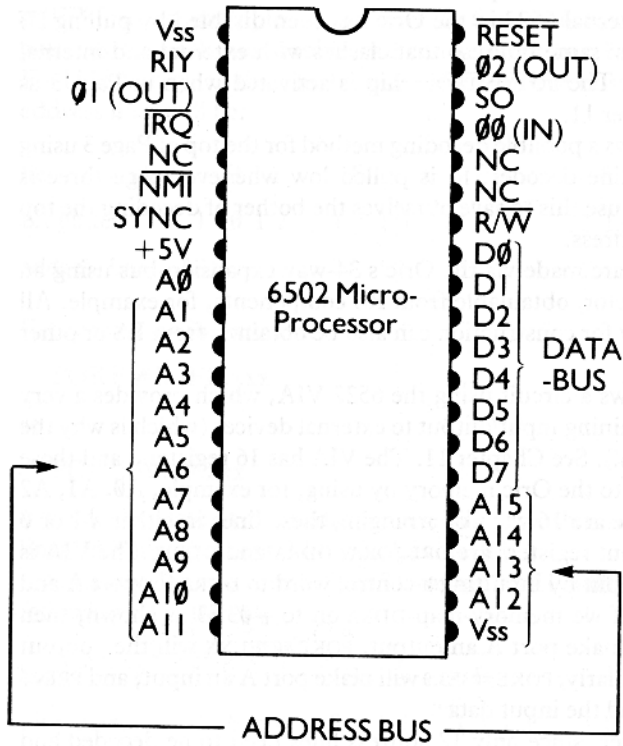 Vss
RIY
Ø1 (OUT)
IRQ
NC
NMI
SYNC
+5V
AØ
A1
A2
A3
A4
A5
A6
A7
A8
A9
A1Ø
A11
6502 Micro-
Processor
RESET
Ø2 (OUT)
SO
ØØ (IN)
NC
NC
R/W
DØ
D1
D2
D3
D4
D5
D6
D7
A15
A14
A13
A12
Vss
DATA
-BUS
ADDRESS BUS